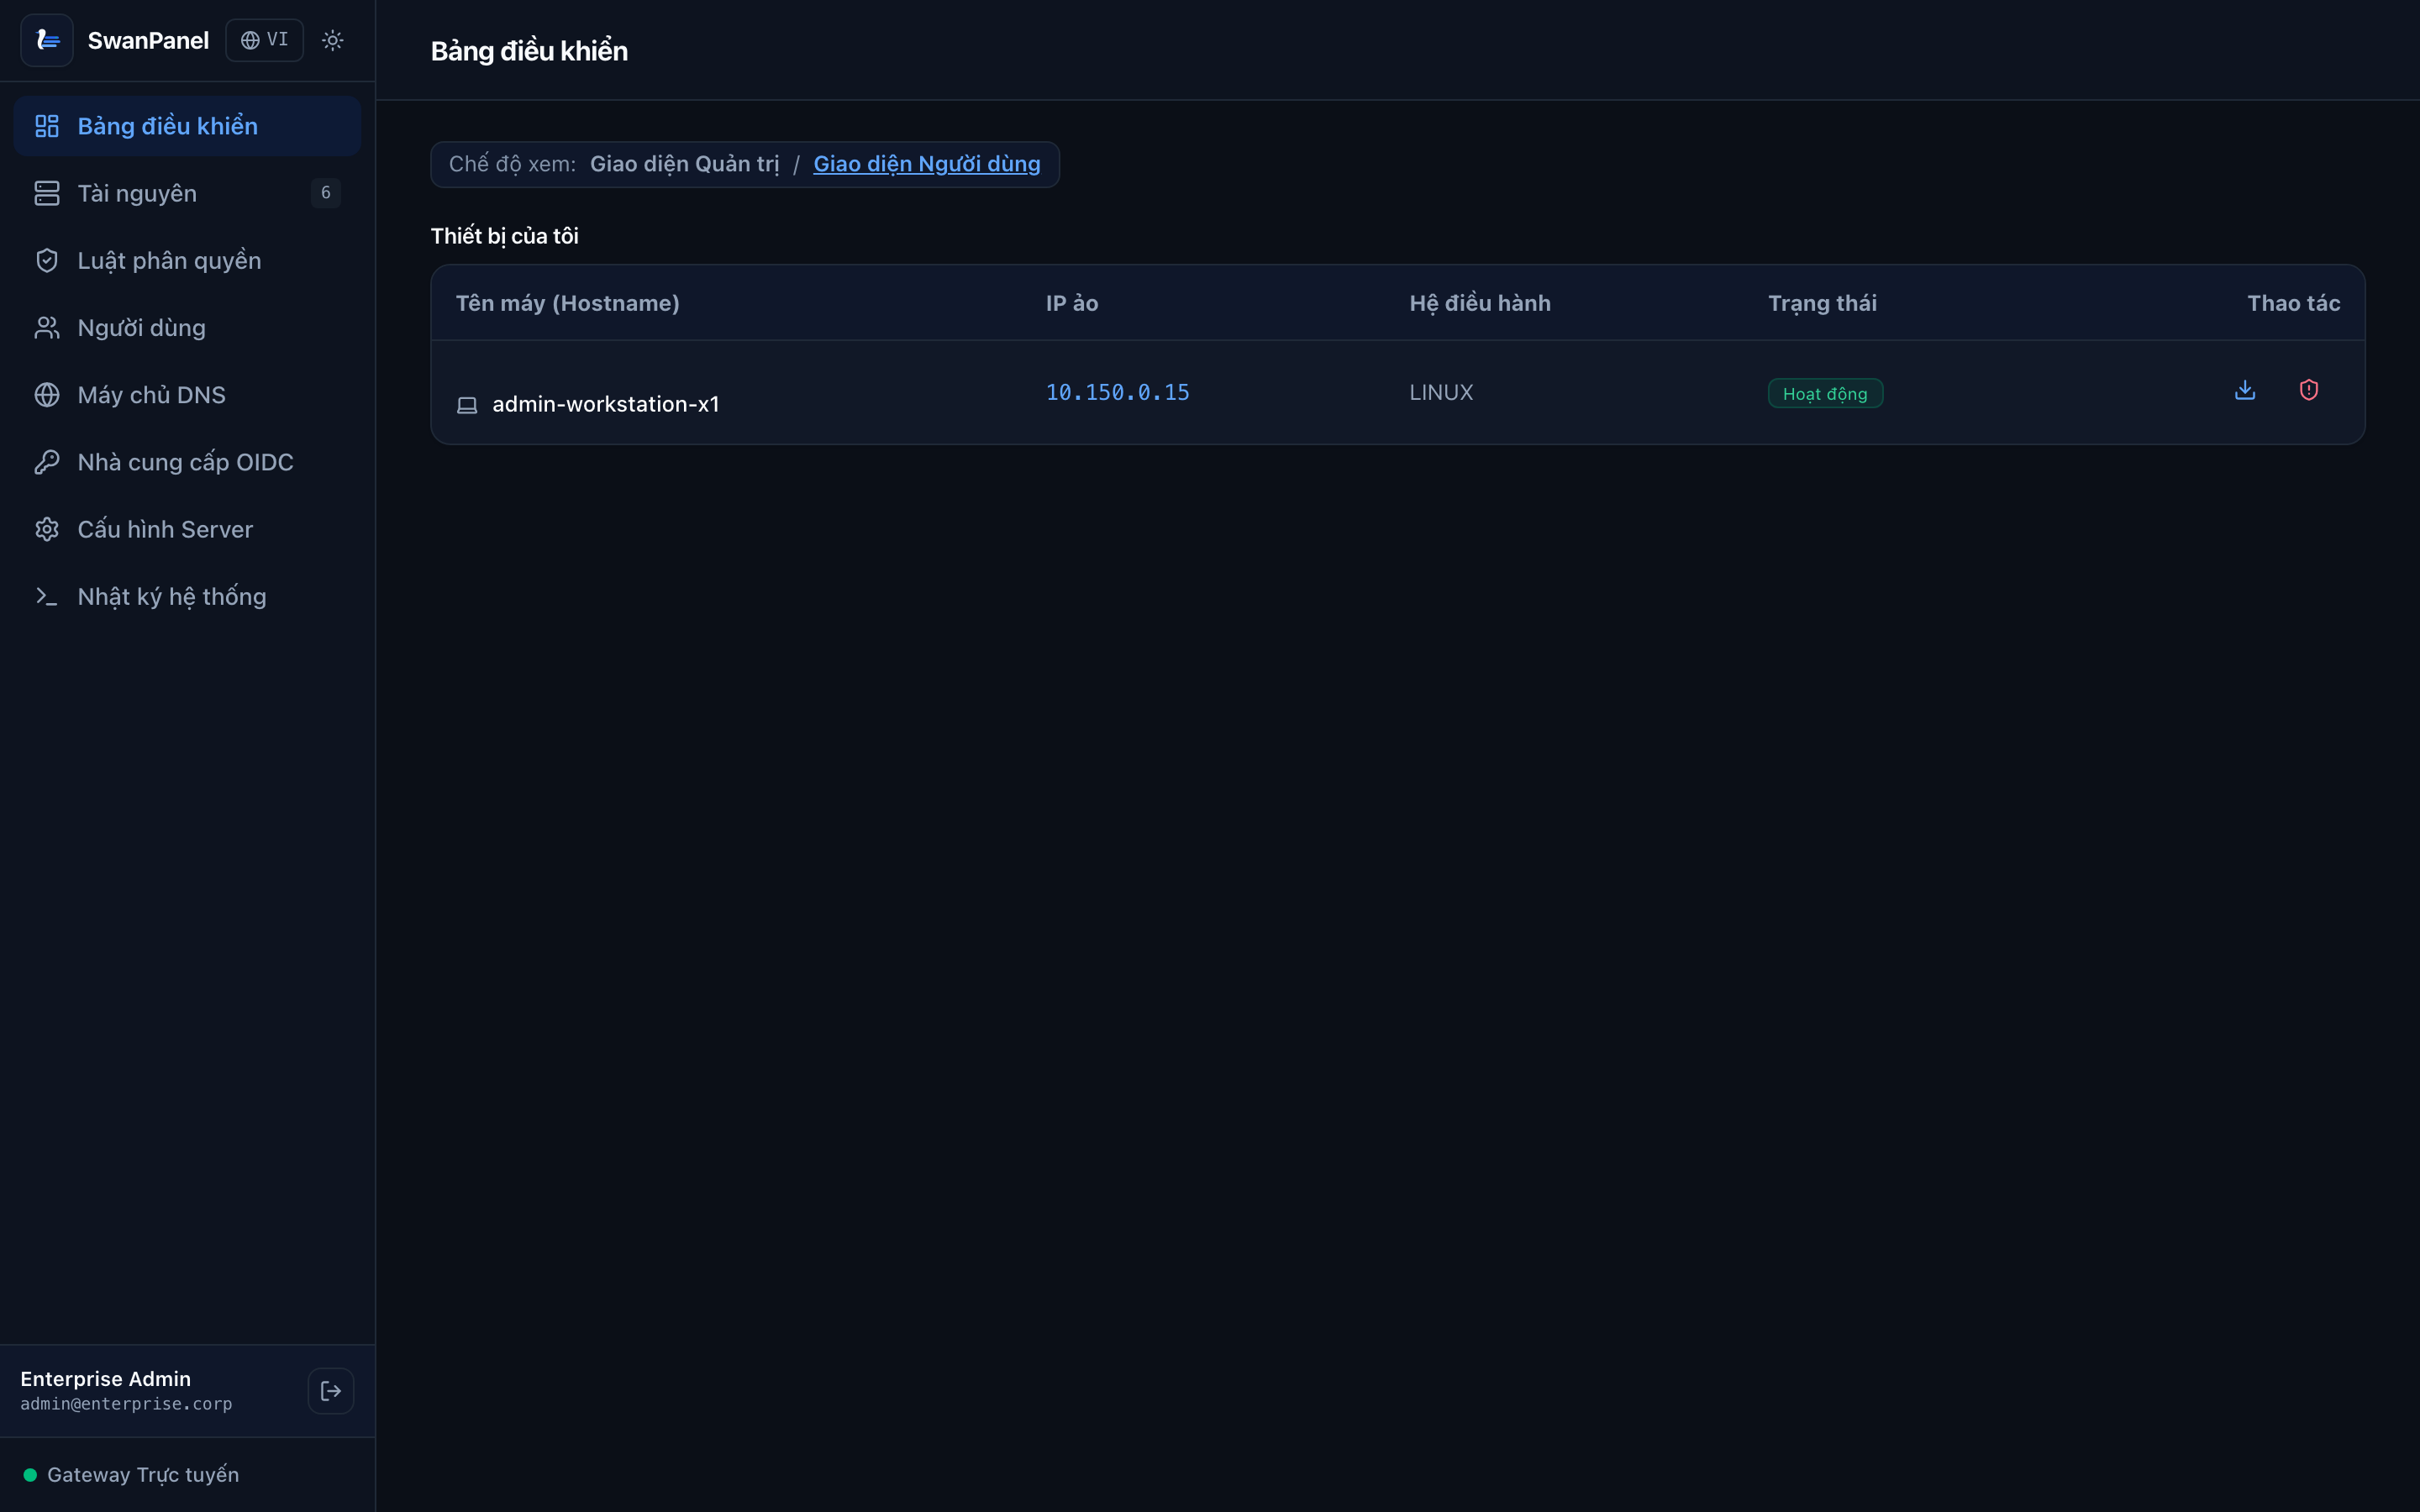 SwanPanel VI
Bảng điều khiển
Tài nguyên 6
Luật phân quyền
Người dùng
Máy chủ DNS
Nhà cung cấp OIDC
Cấu hình Server
Nhật ký hệ thống
Enterprise Admin
admin@enterprise.corp
Gateway Trực tuyến
Bảng điều khiển
Chế độ xem: Giao diện Quản trị / Giao diện Người dùng
Thiết bị của tôi
Tên máy (Hostname) IP ảo Hệ điều hành Trạng thái Thao tác
admin-workstation-x1 10.150.0.15 LINUX Hoạt động